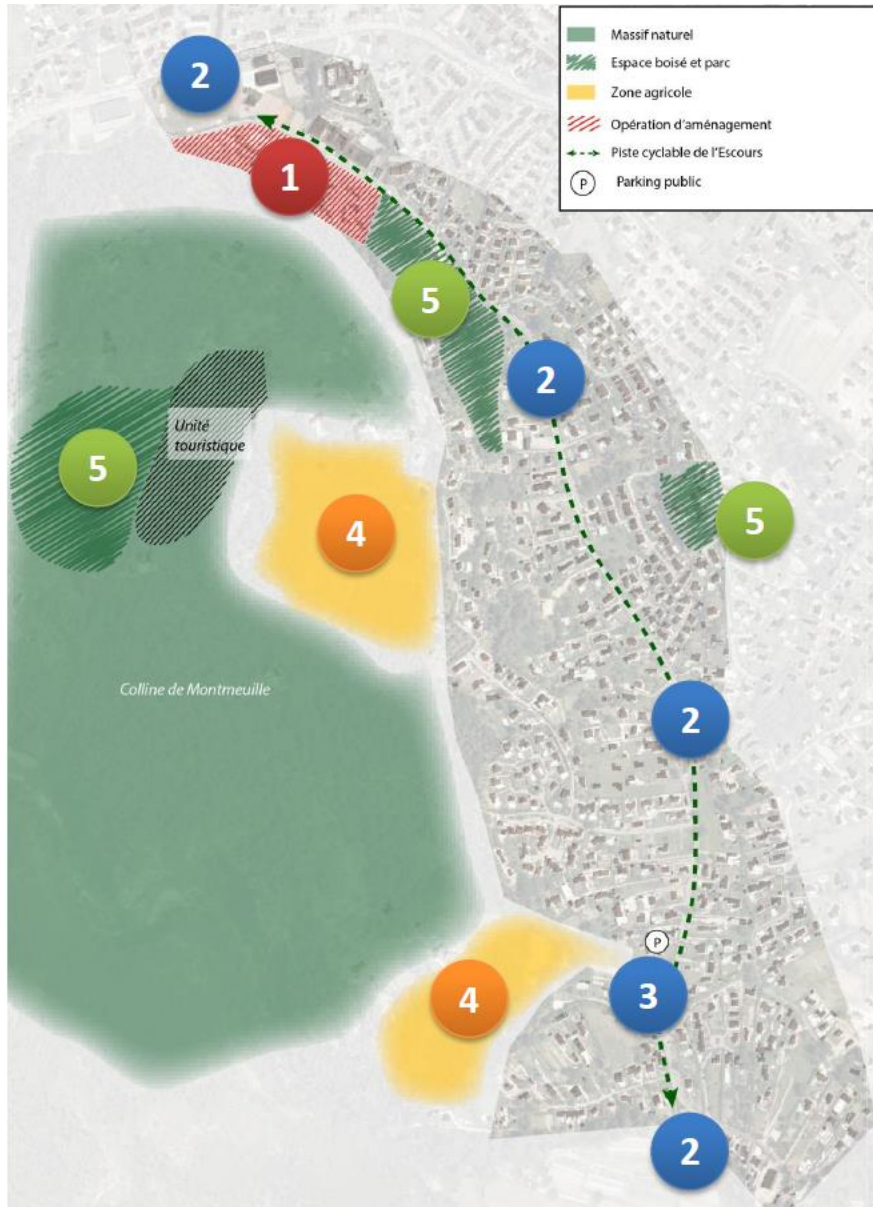 Massif naturel
Espace boisé et parc
Zone agricole
Opération d'aménagement
Piste cyclable de l'Escours
P
Parking public
2
1
5
2
Unité
touristique
5
4
5
Colline de Montmeuille
2
P
3
4
2